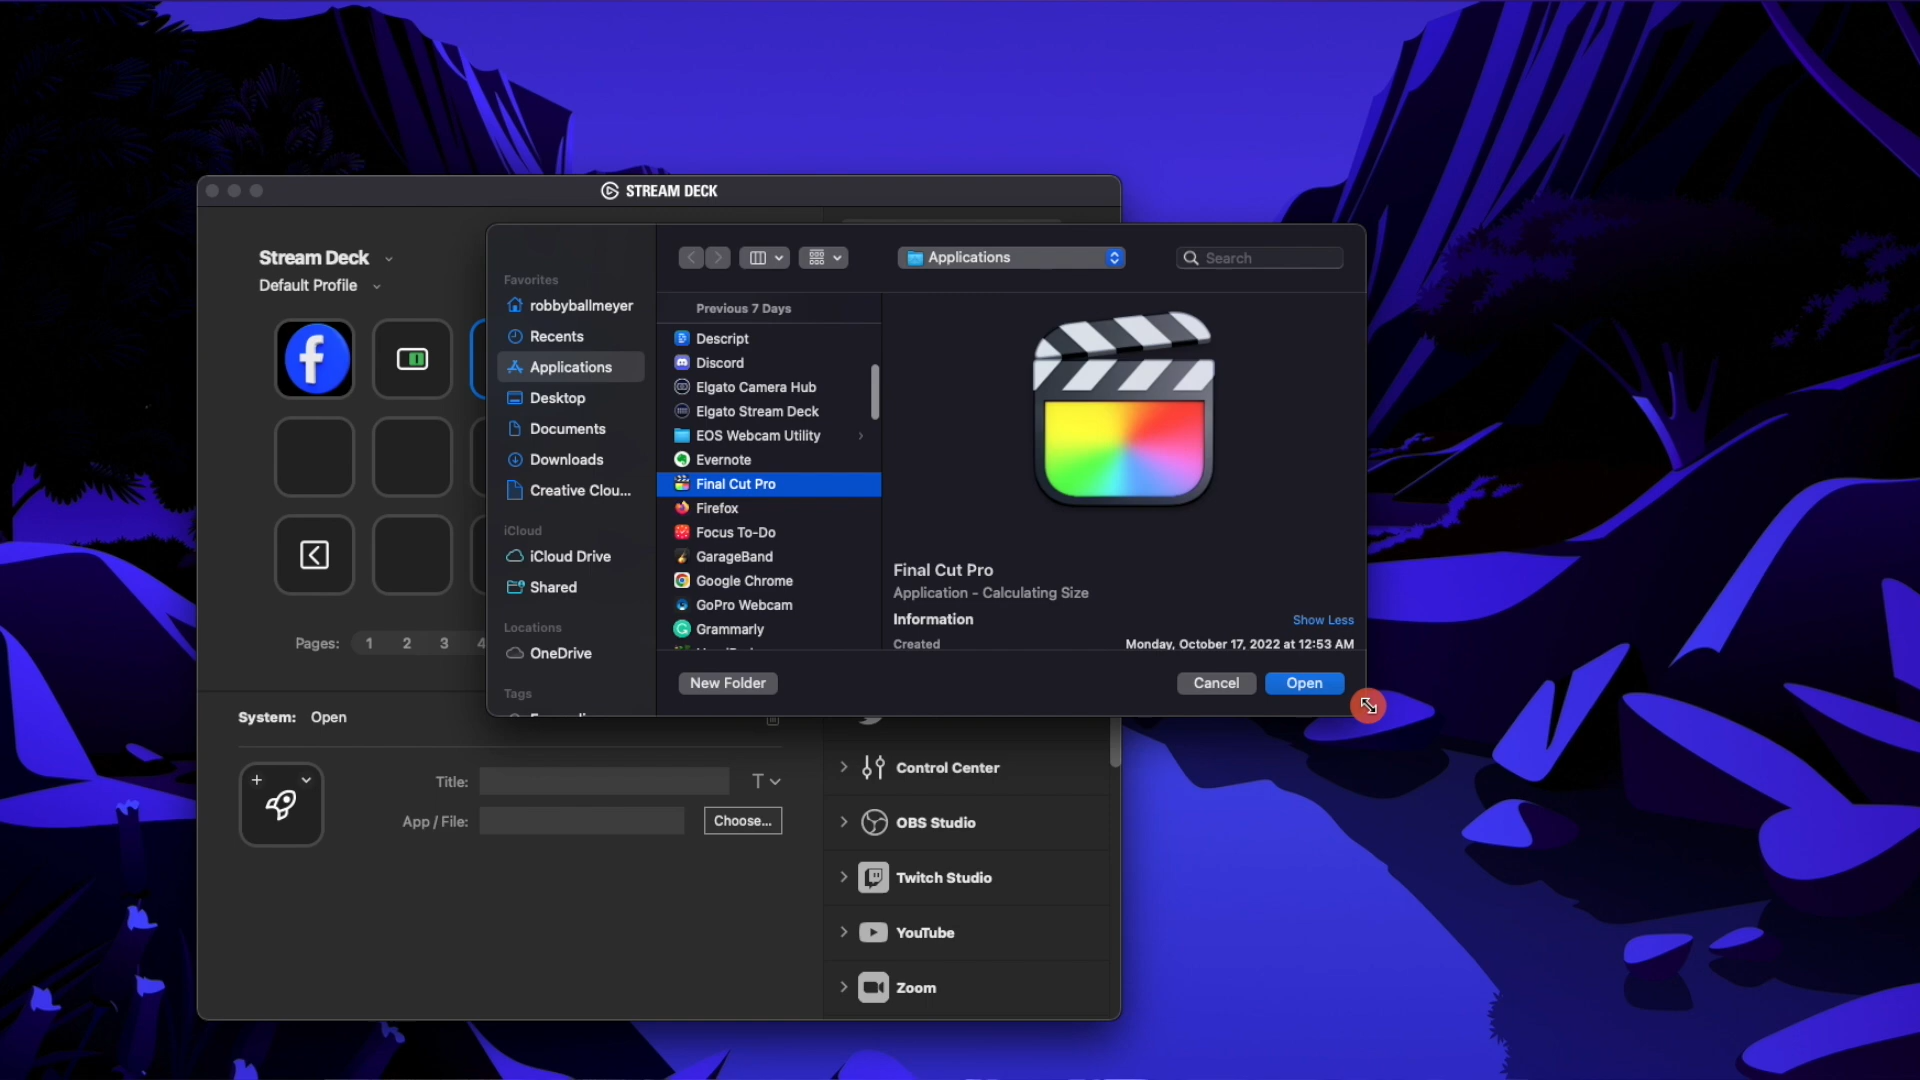 STREAM DECK
Stream Deck
Default Profile
Pages: 1 2 3 4
Favorites
robbyballmeyer
Recents
Applications
Desktop
Documents
Downloads
Creative Clou...
iCloud
iCloud Drive
Shared
Locations
OneDrive
Tags
Applications
Search
Previous 7 Days
Descript
Discord
Elgato Camera Hub
Elgato Stream Deck
EOS Webcam Utility
Evernote
Final Cut Pro
Firefox
Focus To-Do
GarageBand
Google Chrome
GoPro Webcam
Grammarly
Final Cut Pro
Application - Calculating Size
Information Show Less
Created Monday, October 17, 2022 at 12:53 AM
New Folder Cancel Open
System: Open
Title: T
App / File: Choose...
Control Center
OBS Studio
Twitch Studio
YouTube
Zoom